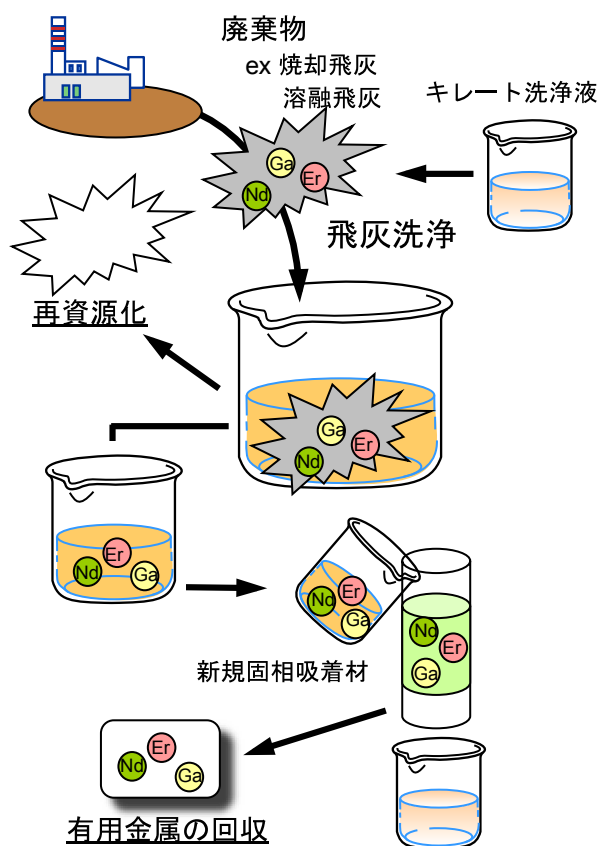 廃棄物
ex 焼却飛灰
溶融飛灰
キレート洗浄液
Ga
Er
Nd
飛灰洗浄
再資源化
Ga
Er
Nd
Er
Nd
Ga
Er
Nd
Ga
Nd
Er
Ga
新規固相吸着材
Er
Nd
Ga
有用金属の回収